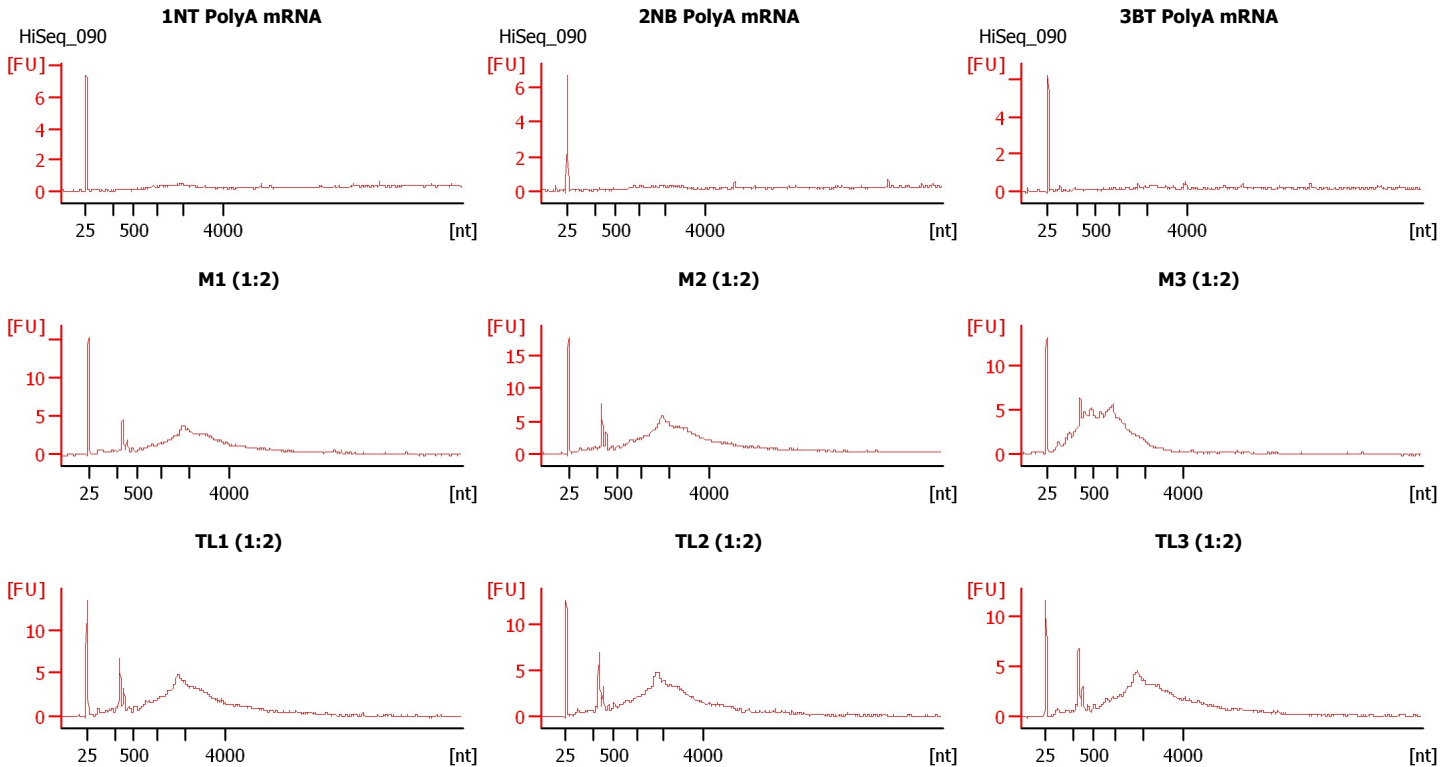 1NT PolyA mRNA
HiSeq_090
[FU]
6
4
2
0
25 500 4000 [nt]
2NB PolyA mRNA
HiSeq_090
[FU]
6
4
2
0
25 500 4000 [nt]
3BT PolyA mRNA
HiSeq_090
[FU]
6
4
2
0
25 500 4000 [nt]
M1 (1:2)
[FU]
10
5
0
25 500 4000 [nt]
M2 (1:2)
[FU]
15
10
5
0
25 500 4000 [nt]
M3 (1:2)
[FU]
10
5
0
25 500 4000 [nt]
TL1 (1:2)
[FU]
10
5
0
25 500 4000 [nt]
TL2 (1:2)
[FU]
10
5
0
25 500 4000 [nt]
TL3 (1:2)
[FU]
10
5
0
25 500 4000 [nt]